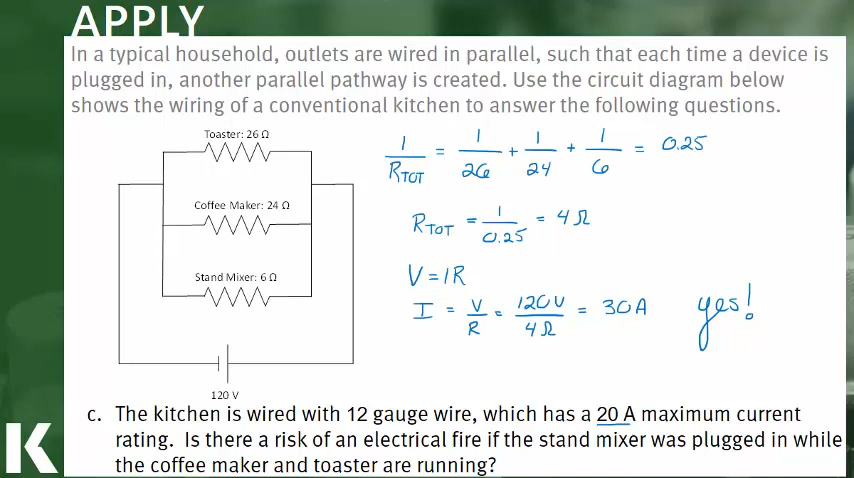 APPLY
In a typical household, outlets are wired in parallel, such that each time a device is
plugged in, another parallel pathway is created. Use the circuit diagram below
shows the wiring of a conventional kitchen to answer the following questions.
Toaster: 26 Ω
Coffee Maker: 24 Ω
Stand Mixer: 6 Ω
120 V
1/R_TOT = 1/26 + 1/24 + 1/6 = 0.25
R_TOT = 1/0.25 = 4 Ω
V = IR
I = V/R = 120V/4Ω = 30A
yes!
c. The kitchen is wired with 12 gauge wire, which has a 20 A maximum current
rating. Is there a risk of an electrical fire if the stand mixer was plugged in while
the coffee maker and toaster are running?
K